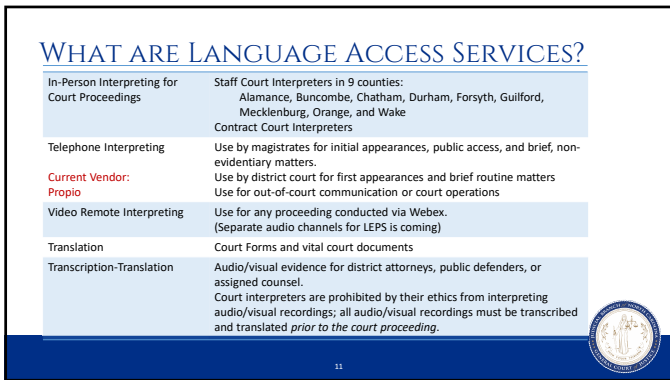 WHAT ARE LANGUAGE ACCESS SERVICES?
In-Person Interpreting for
Court Proceedings
Staff Court Interpreters in 9 counties:
Alamance, Buncombe, Chatham, Durham, Forsyth, Guilford,
Mecklenburg, Orange, and Wake
Contract Court Interpreters
Telephone Interpreting
Current Vendor:
Propio
Use by magistrates for initial appearances, public access, and brief, non-
evidentiary matters.
Use by district court for first appearances and brief routine matters
Use for out-of-court communication or court operations
Video Remote Interpreting
Use for any proceeding conducted via Webex.
(Separate audio channels for LEPS is coming)
Translation
Court Forms and vital court documents
Transcription-Translation
Audio/visual evidence for district attorneys, public defenders, or
assigned counsel.
Court interpreters are prohibited by their ethics from interpreting
audio/visual recordings; all audio/visual recordings must be transcribed
and translated prior to the court proceeding.
11